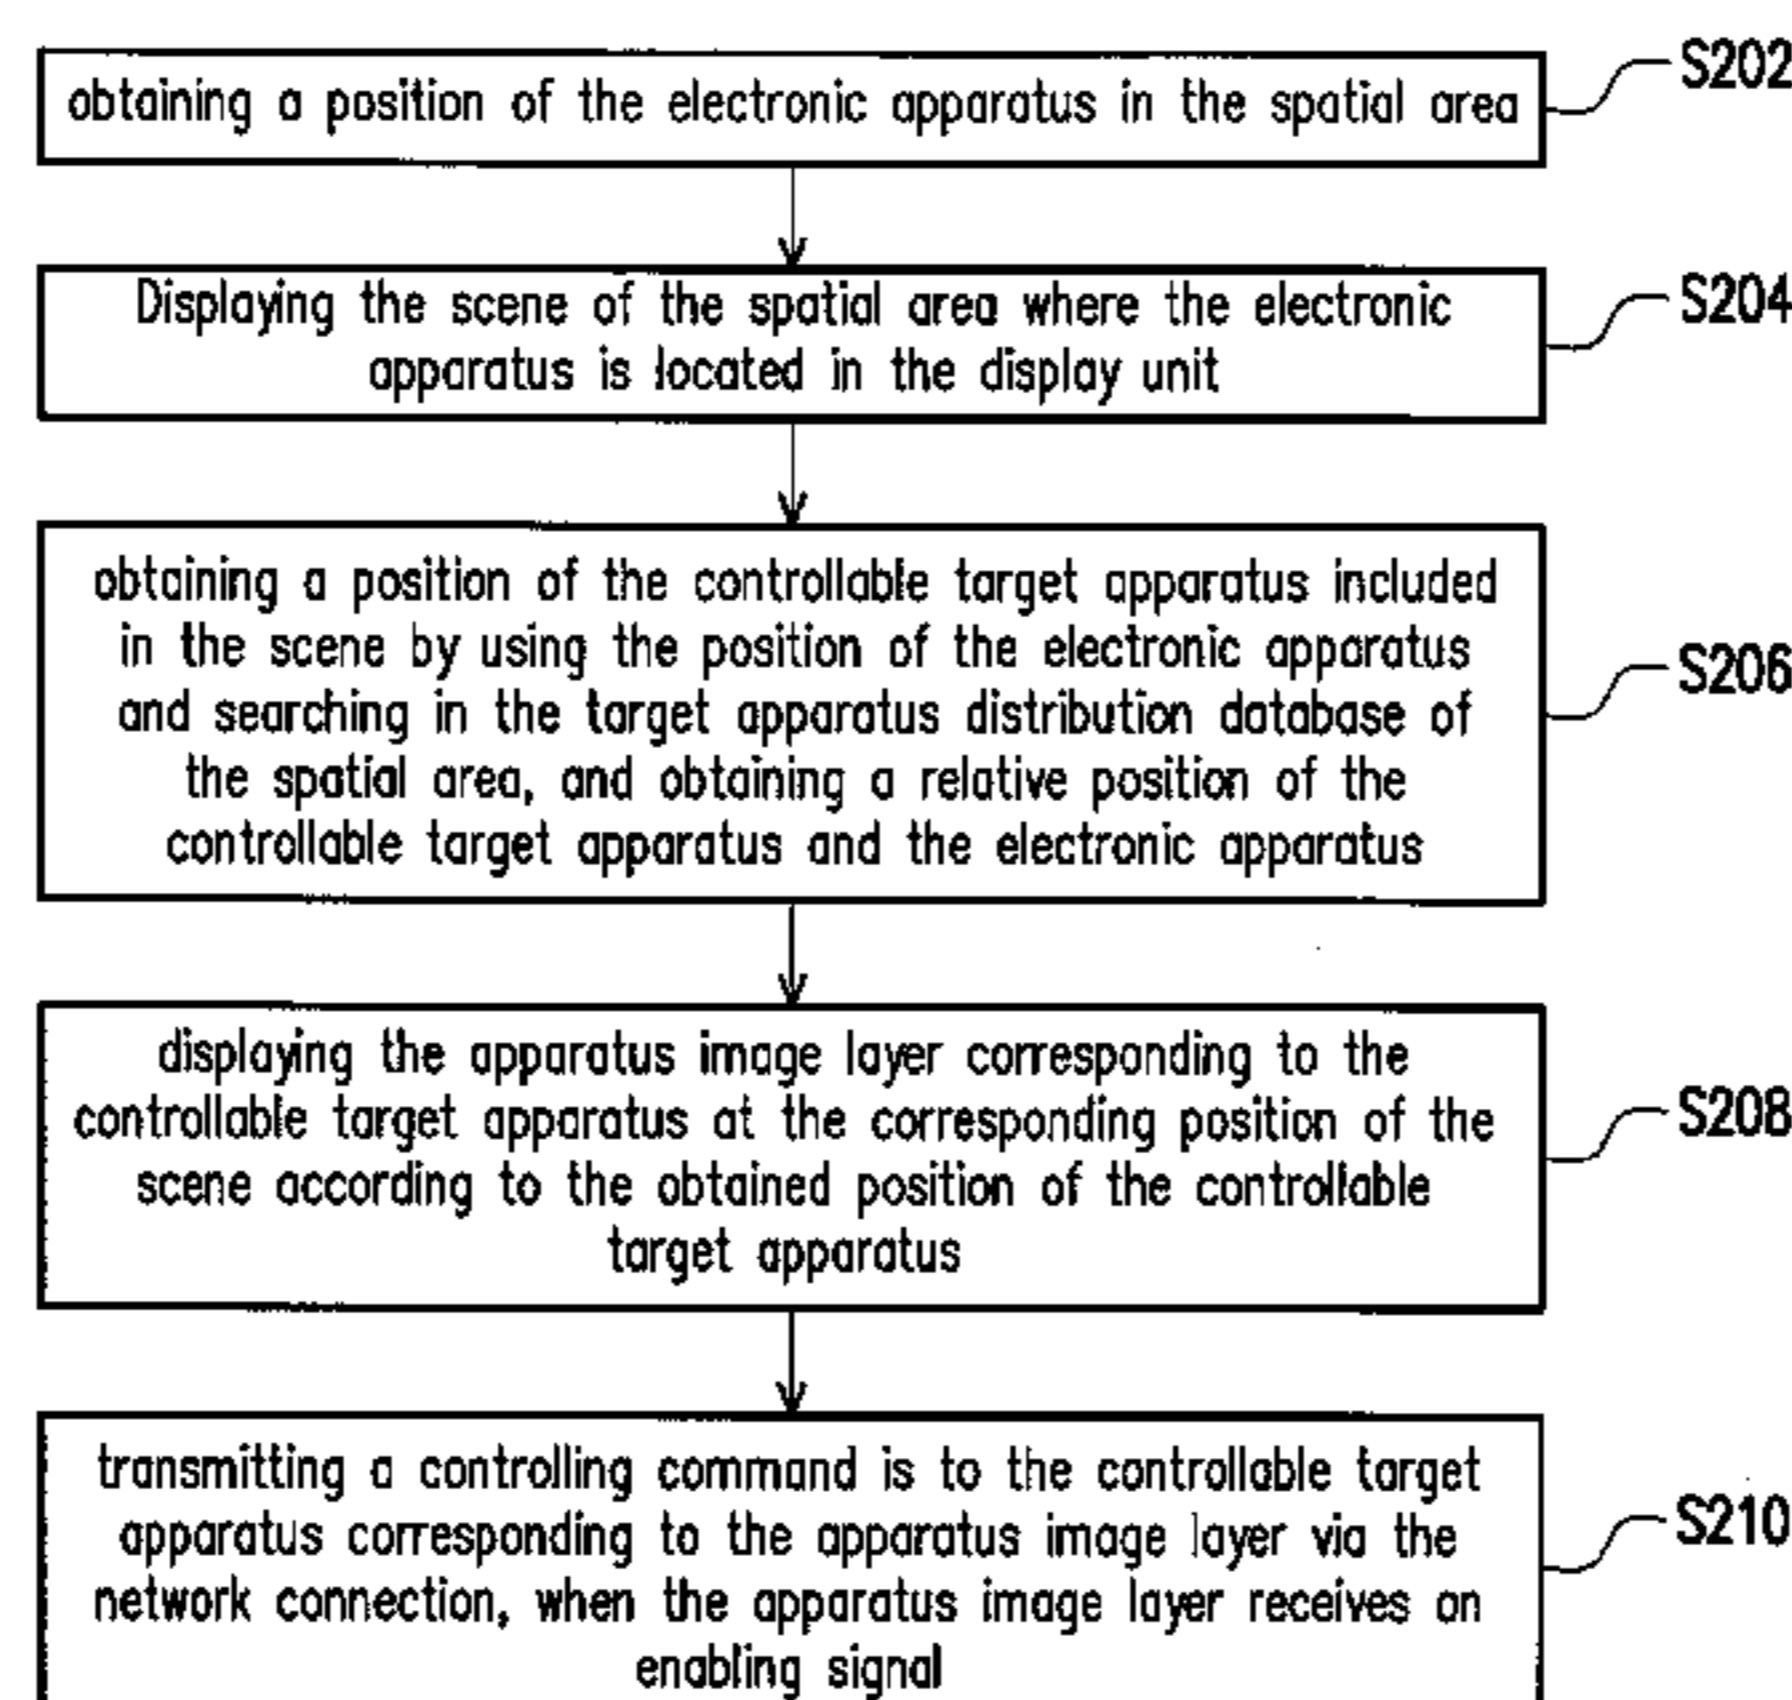 obtaining a position of the electronic apparatus in the spatial area
S202
Displaying the scene of the spatial area where the electronic
apparatus is located in the display unit
S204
obtaining a position of the controllable target apparatus included
in the scene by using the position of the electronic apparatus
and searching in the target apparatus distribution database of
the spatial area, and obtaining a relative position of the
controllable target apparatus and the electronic apparatus
S206
displaying the apparatus image layer corresponding to the
controllable target apparatus at the corresponding position of the
scene according to the obtained position of the controllable
target apparatus
S208
transmitting a controlling command is to the controllable target
apparatus corresponding to the apparatus image layer via the
network connection, when the apparatus image layer receives an
enabling signal
S210